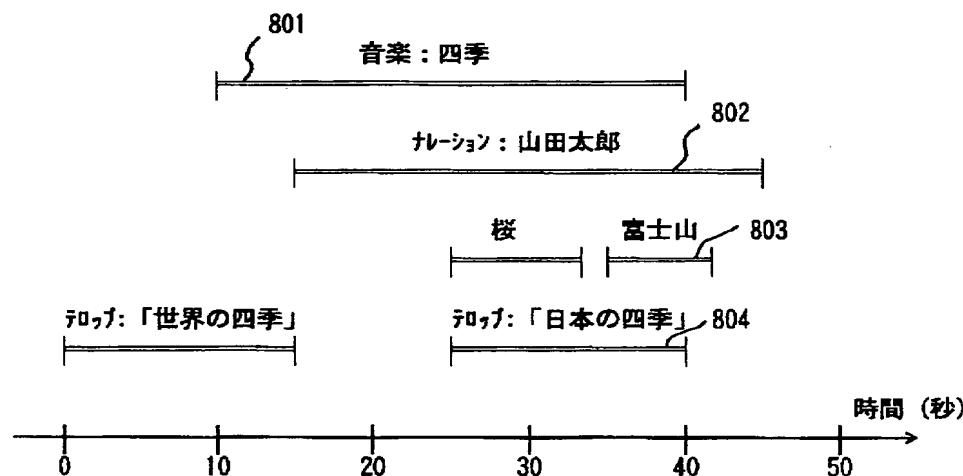 801
音楽：四季
802
ﾅﾚｰｼｮﾝ：山田太郎
桜 富士山 803
ﾃﾛｯﾌﾟ:「世界の四季」 ﾃﾛｯﾌﾟ:「日本の四季」 804
時間（秒）
0 10 20 30 40 50